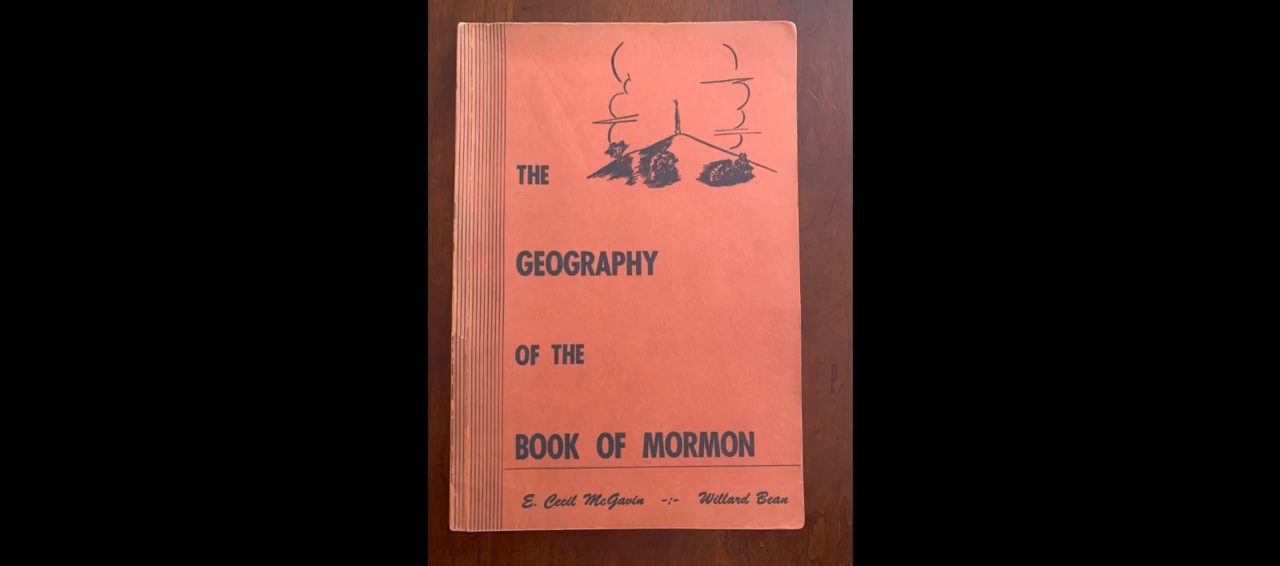 THE
GEOGRAPHY
OF THE
BOOK OF MORMON
E. Cecil McGavin -:- Willard Bean